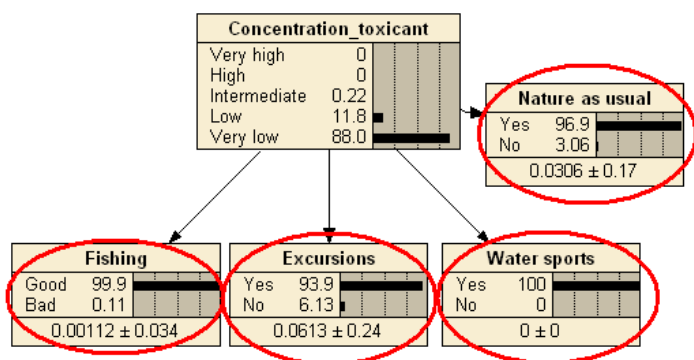 Concentration_toxicant
Very high 0
High 0
Intermediate 0.22
Low 11.8
Very low 88.0
Nature as usual
Yes 96.9
No 3.06
0.0306 ± 0.17
Fishing
Good 99.9
Bad 0.11
0.00112 ± 0.034
Excursions
Yes 93.9
No 6.13
0.0613 ± 0.24
Water sports
Yes 100
No 0
0 ± 0